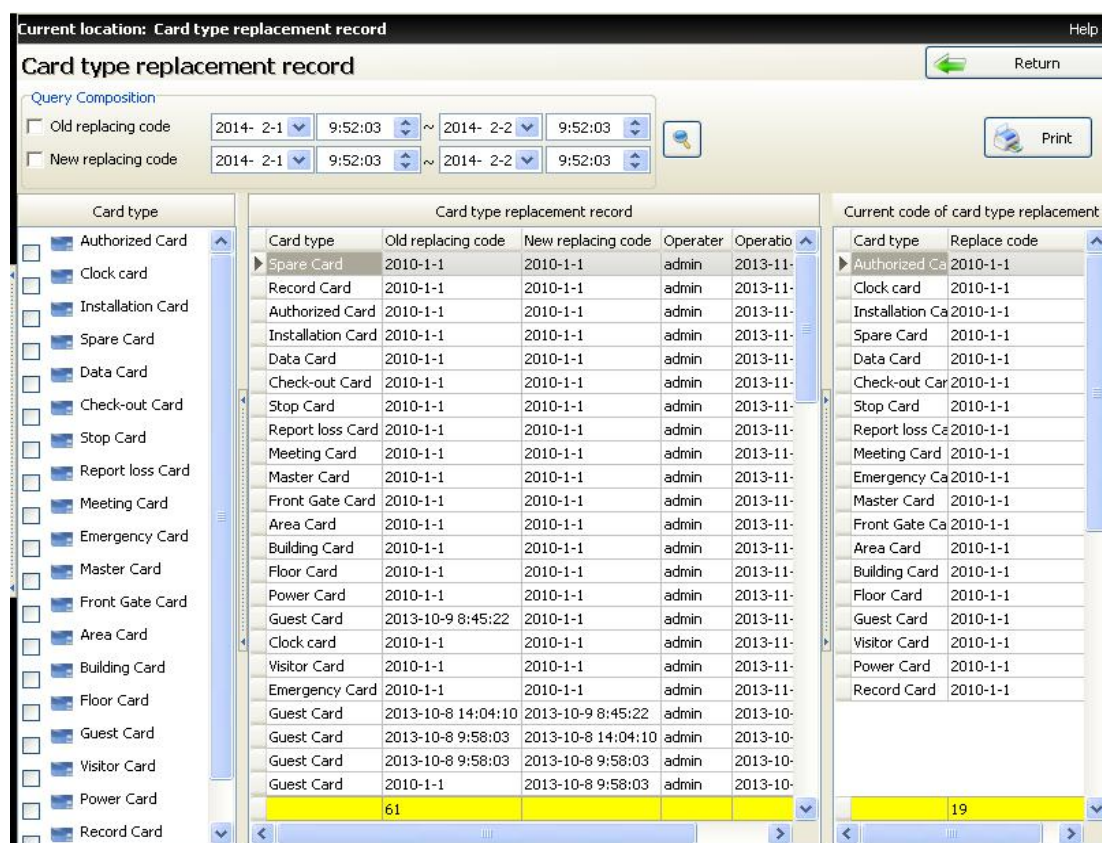 Current location: Card type replacement record Help
Card type replacement record Return
Query Composition
Old replacing code 2014- 2-1 9:52:03 ~ 2014- 2-2 9:52:03
New replacing code 2014- 2-1 9:52:03 ~ 2014- 2-2 9:52:03
Print
Card type
Authorized Card
Clock card
Installation Card
Spare Card
Data Card
Check-out Card
Stop Card
Report loss Card
Meeting Card
Emergency Card
Master Card
Front Gate Card
Area Card
Building Card
Floor Card
Guest Card
Visitor Card
Power Card
Record Card
Card type replacement record
Card type Old replacing code New replacing code Operater Operatio
Spare Card 2010-1-1 2010-1-1 admin 2013-11-
Record Card 2010-1-1 2010-1-1 admin 2013-11-
Authorized Card 2010-1-1 2010-1-1 admin 2013-11-
Installation Card 2010-1-1 2010-1-1 admin 2013-11-
Data Card 2010-1-1 2010-1-1 admin 2013-11-
Check-out Card 2010-1-1 2010-1-1 admin 2013-11-
Stop Card 2010-1-1 2010-1-1 admin 2013-11-
Report loss Card 2010-1-1 2010-1-1 admin 2013-11-
Meeting Card 2010-1-1 2010-1-1 admin 2013-11-
Master Card 2010-1-1 2010-1-1 admin 2013-11-
Front Gate Card 2010-1-1 2010-1-1 admin 2013-11-
Area Card 2010-1-1 2010-1-1 admin 2013-11-
Building Card 2010-1-1 2010-1-1 admin 2013-11-
Floor Card 2010-1-1 2010-1-1 admin 2013-11-
Power Card 2010-1-1 2010-1-1 admin 2013-11-
Guest Card 2013-10-9 8:45:22 2010-1-1 admin 2013-11-
Clock card 2010-1-1 2010-1-1 admin 2013-11-
Visitor Card 2010-1-1 2010-1-1 admin 2013-11-
Emergency Card 2010-1-1 2010-1-1 admin 2013-11-
Guest Card 2013-10-8 14:04:10 2013-10-9 8:45:22 admin 2013-10-
Guest Card 2013-10-8 9:58:03 2013-10-8 14:04:10 admin 2013-10-
Guest Card 2013-10-8 9:58:03 2013-10-8 9:58:03 admin 2013-10-
Guest Card 2010-1-1 2013-10-8 9:58:03 admin 2013-10-
61
Current code of card type replacement
Card type Replace code
Authorized Ca 2010-1-1
Clock card 2010-1-1
Installation Ca 2010-1-1
Spare Card 2010-1-1
Data Card 2010-1-1
Check-out Car 2010-1-1
Stop Card 2010-1-1
Report loss Ca 2010-1-1
Meeting Card 2010-1-1
Emergency Ca 2010-1-1
Master Card 2010-1-1
Front Gate Ca 2010-1-1
Area Card 2010-1-1
Building Card 2010-1-1
Floor Card 2010-1-1
Guest Card 2010-1-1
Visitor Card 2010-1-1
Power Card 2010-1-1
Record Card 2010-1-1
19